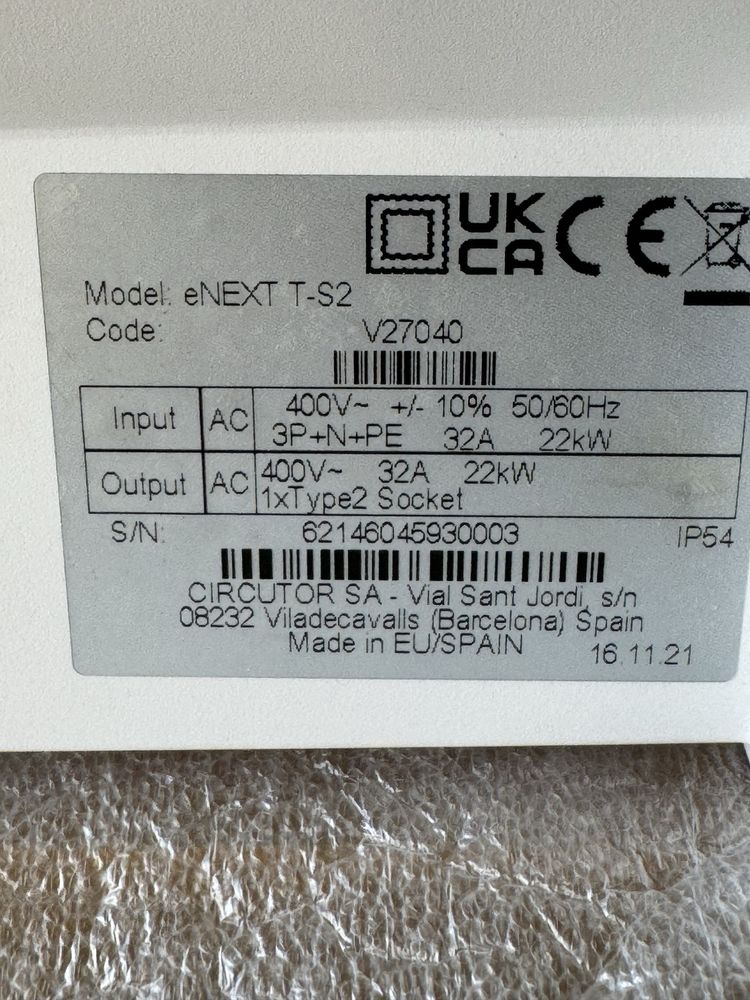 UK
CA CE
Model: eNEXT T-S2
Code: V27040
Input AC 400V~ +/- 10% 50/60Hz
3P+N+PE 32A 22kW
Output AC 400V~ 32A 22kW
1xType2 Socket
S/N: 62146045930003 IP54
CIRCUTOR SA - Vial Sant Jordi, s/n
08232 Viladecavalls (Barcelona) Spain
Made in EU/SPAIN 16.11.21